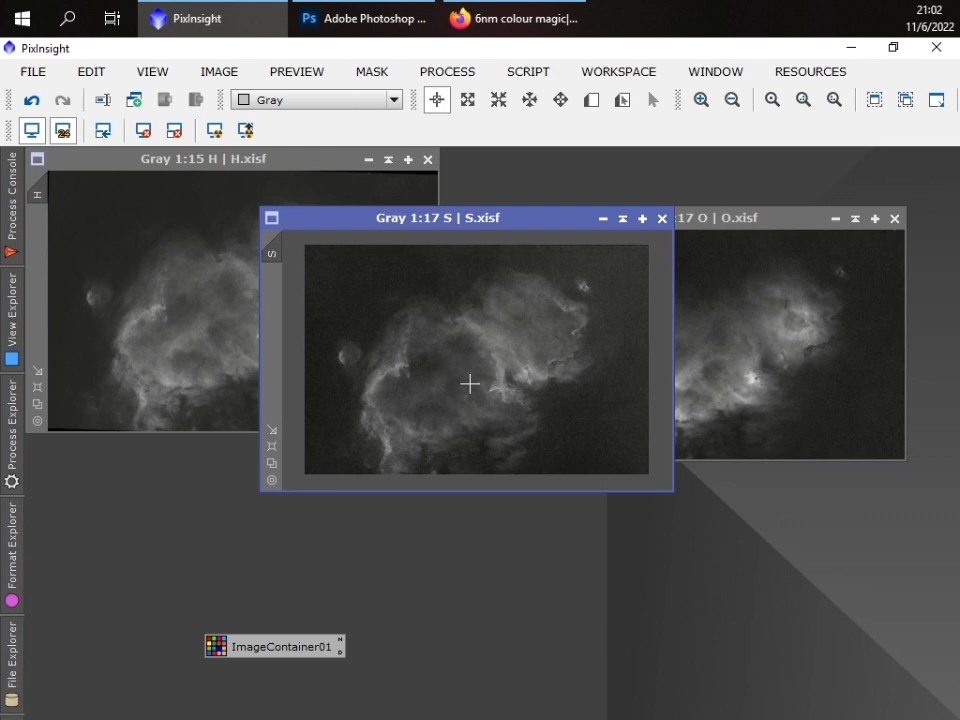 PixInsight
Ps Adobe Photoshop ...
6nm colour magic|...
21:02
11/6/2022
PixInsight
FILE EDIT VIEW IMAGE PREVIEW MASK PROCESS SCRIPT WORKSPACE WINDOW RESOURCES
Gray
24
Process Console
View Explorer
Process Explorer
Format Explorer
File Explorer
Gray 1:15 H | H.xisf
H
Gray 1:17 S | S.xisf
S
:17 O | O.xisf
ImageContainer01
N
D